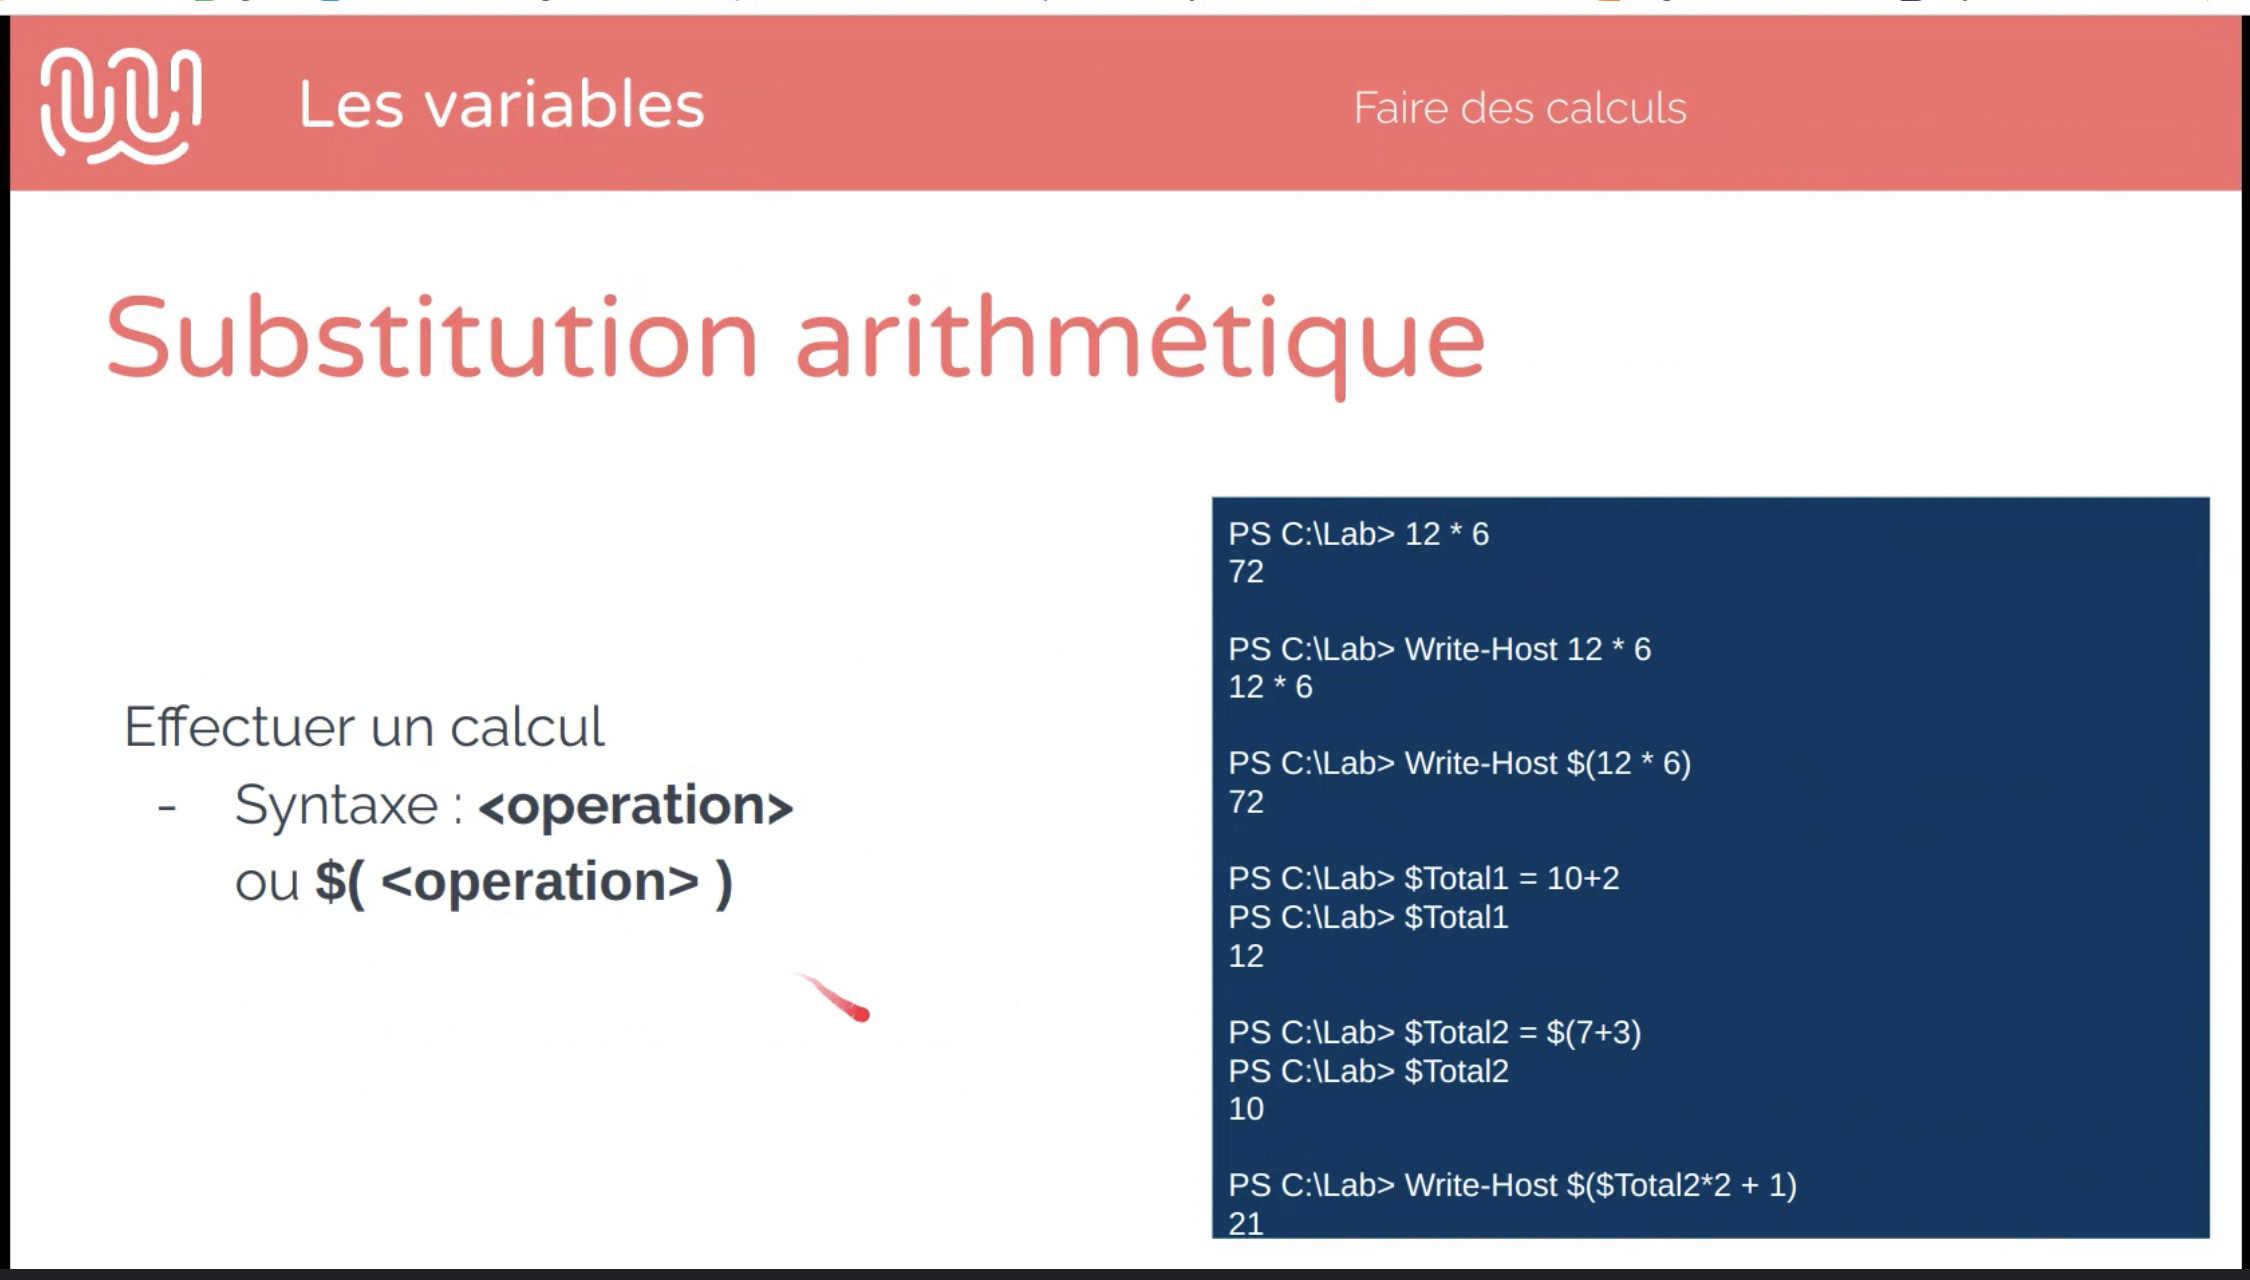 Les variables
Faire des calculs
Substitution arithmétique
Effectuer un calcul
- Syntaxe : <operation>
ou $( <operation> )
PS C:\Lab> 12 * 6
72
PS C:\Lab> Write-Host 12 * 6
12 * 6
PS C:\Lab> Write-Host $(12 * 6)
72
PS C:\Lab> $Total1 = 10+2
PS C:\Lab> $Total1
12
PS C:\Lab> $Total2 = $(7+3)
PS C:\Lab> $Total2
10
PS C:\Lab> Write-Host $($Total2*2 + 1)
21